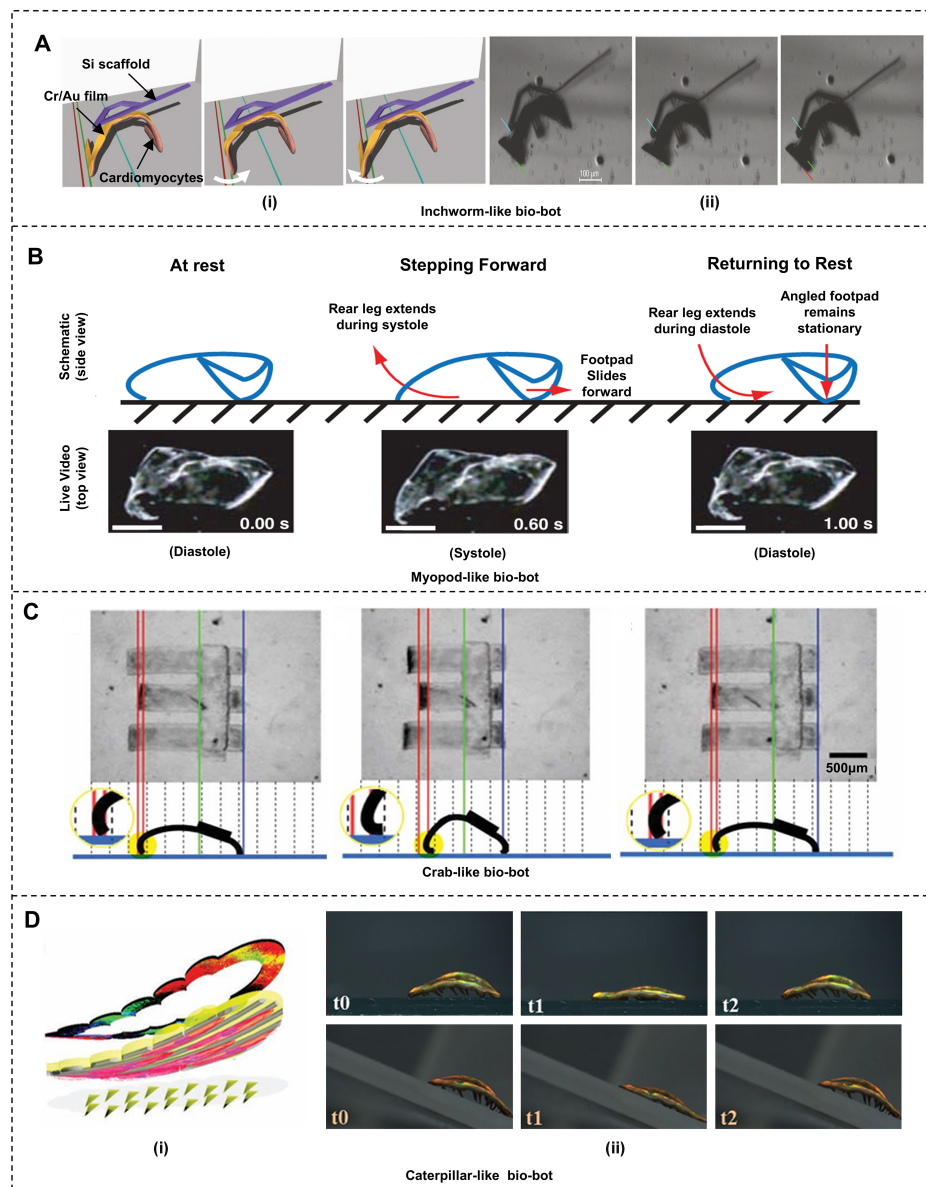 A
Si scaffold
Cr/Au film
Cardiomyocytes
100 µm
(i)
(ii)
Inchworm-like bio-bot
B
At rest
Stepping Forward
Returning to Rest
Schematic
(side view)
Rear leg extends
during systole
Footpad
Slides
forward
Rear leg extends
during diastole
Angled footpad
remains
stationary
Live Video
(top view)
0.00 s
0.60 s
1.00 s
(Diastole)
(Systole)
(Diastole)
Myopod-like bio-bot
C
500µm
Crab-like bio-bot
D
t0
t1
t2
t0
t1
t2
(i)
(ii)
Caterpillar-like bio-bot